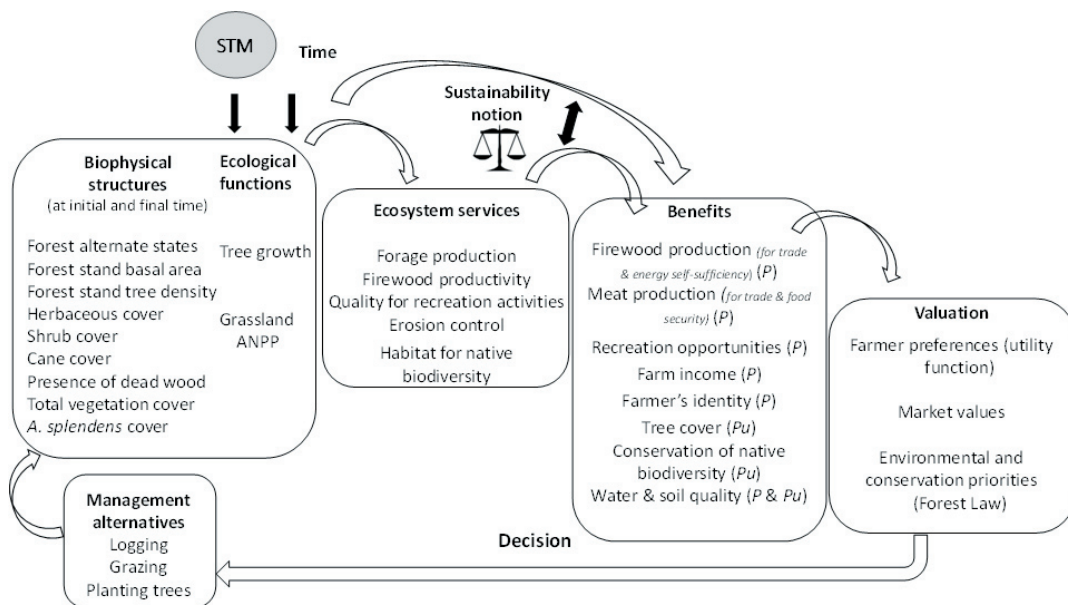 STM
Time
Sustainability
notion
Biophysical
structures
(at initial and final time)
Forest alternate states
Forest stand basal area
Forest stand tree density
Herbaceous cover
Shrub cover
Cane cover
Presence of dead wood
Total vegetation cover
A. splendens cover
Ecological
functions
Tree growth
Grassland
ANPP
Ecosystem services
Forage production
Firewood productivity
Quality for recreation activities
Erosion control
Habitat for native
biodiversity
Benefits
Firewood production (for trade
& energy self-sufficiency) (P)
Meat production (for trade & food
security) (P)
Recreation opportunities (P)
Farm income (P)
Farmer's identity (P)
Tree cover (Pu)
Conservation of native
biodiversity (Pu)
Water & soil quality (P & Pu)
Valuation
Farmer preferences (utility
function)
Market values
Environmental and
conservation priorities
(Forest Law)
Management
alternatives
Logging
Grazing
Planting trees
Decision